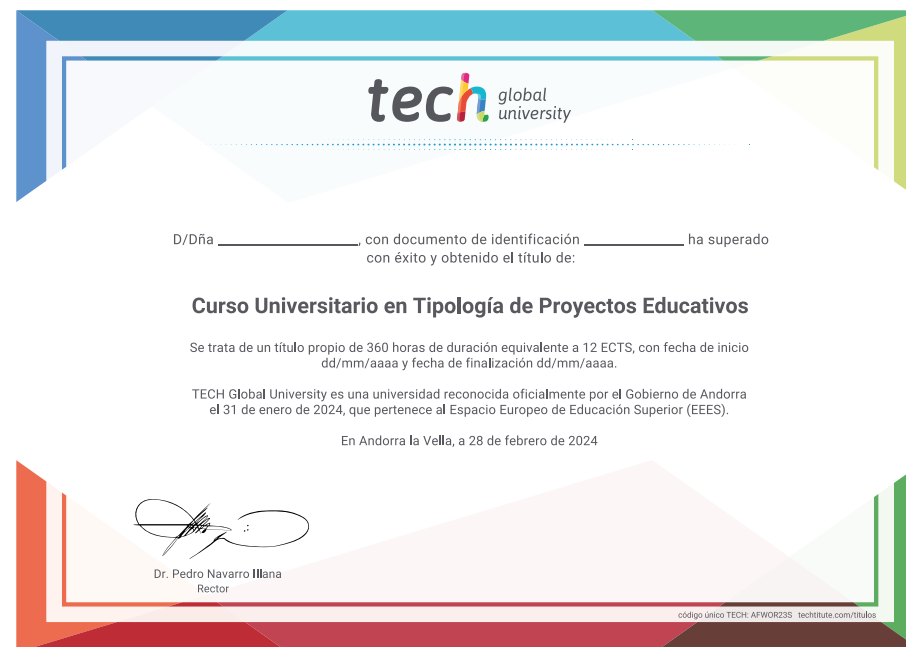 tech global university
D/Dña ______________, con documento de identificación __________ ha superado
con éxito y obtenido el título de:
Curso Universitario en Tipología de Proyectos Educativos
Se trata de un título propio de 360 horas de duración equivalente a 12 ECTS, con fecha de inicio
dd/mm/aaaa y fecha de finalización dd/mm/aaaa.
TECH Global University es una universidad reconocida oficialmente por el Gobierno de Andorra
el 31 de enero de 2024, que pertenece al Espacio Europeo de Educación Superior (EEES).
En Andorra la Vella, a 28 de febrero de 2024
Dr. Pedro Navarro Illana
Rector
código único TECH: AFWOR23S techtitute.com/titulos